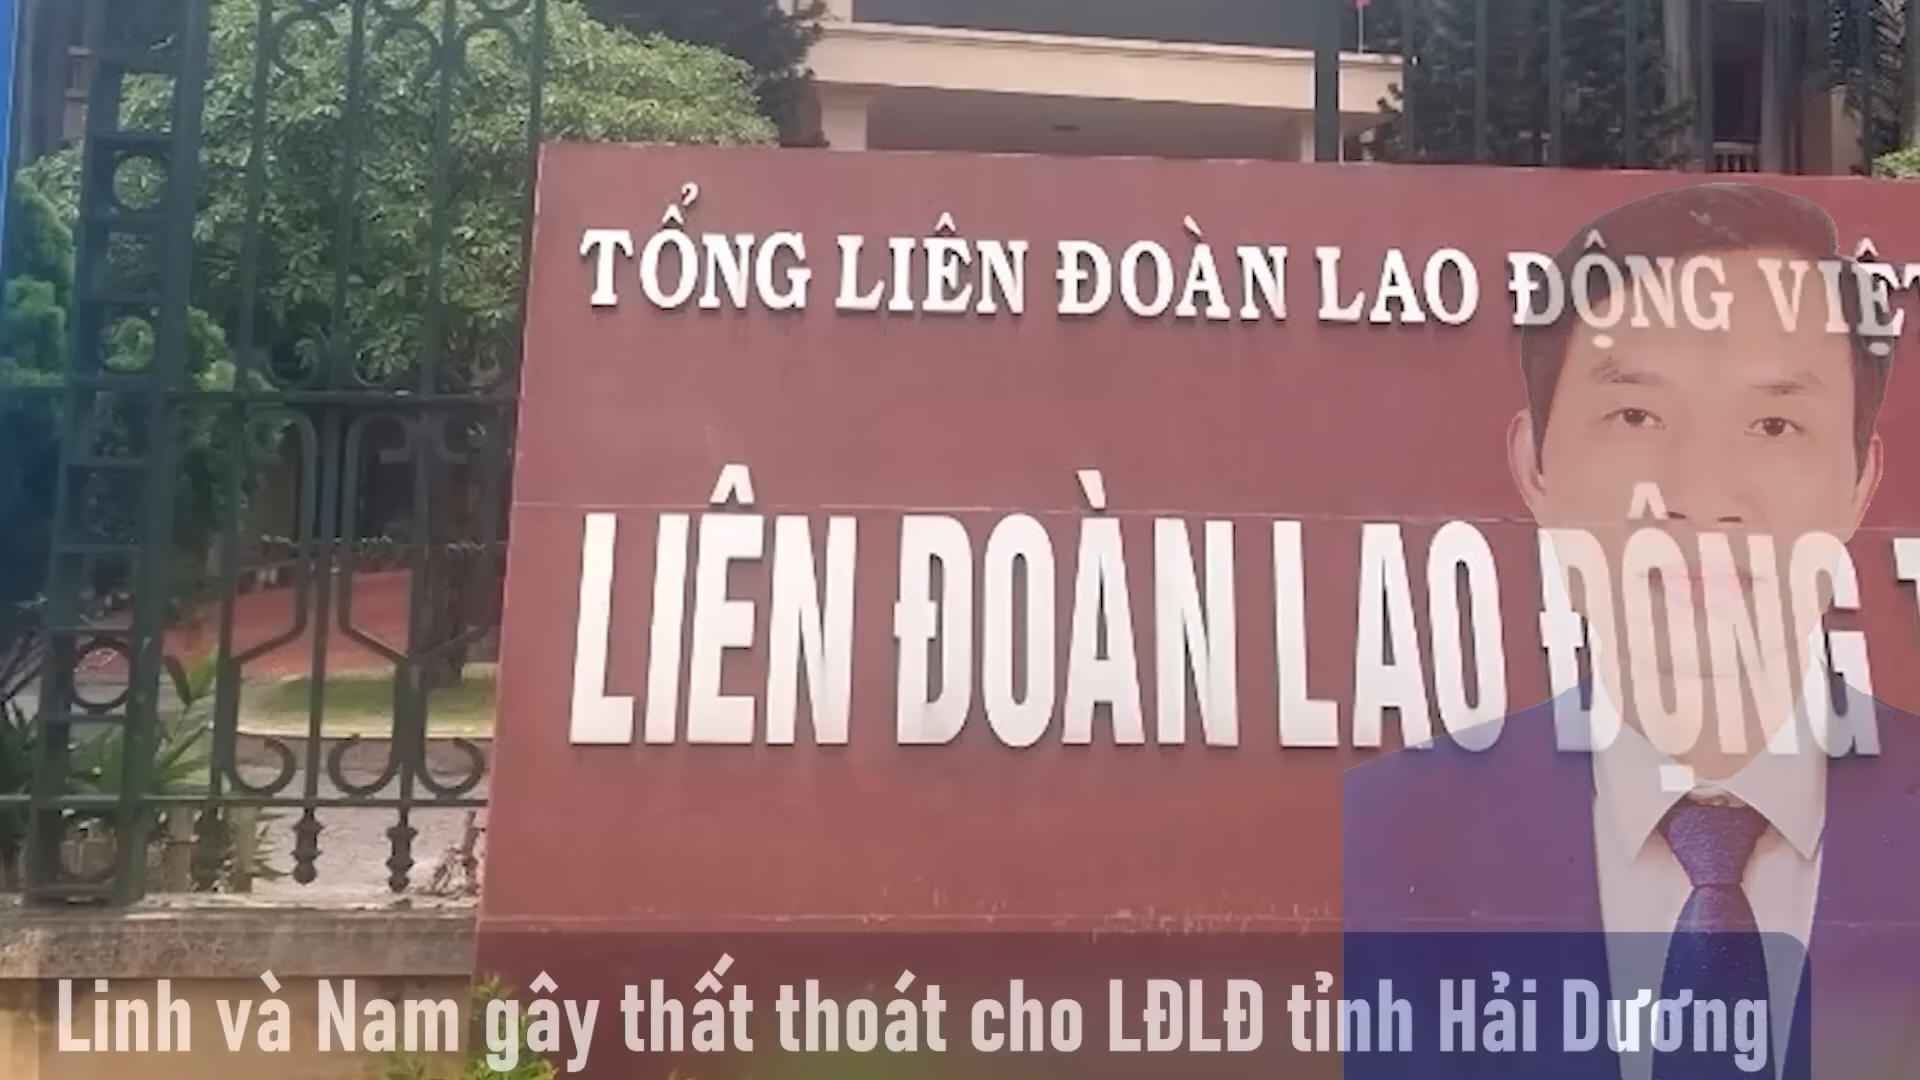 TỔNG LIÊN ĐOÀN LAO ĐỘNG VIỆT
LIÊN ĐOÀN LAO ĐỘNG T
Linh và Nam gây thất thoát cho LĐLĐ tỉnh Hải Dương